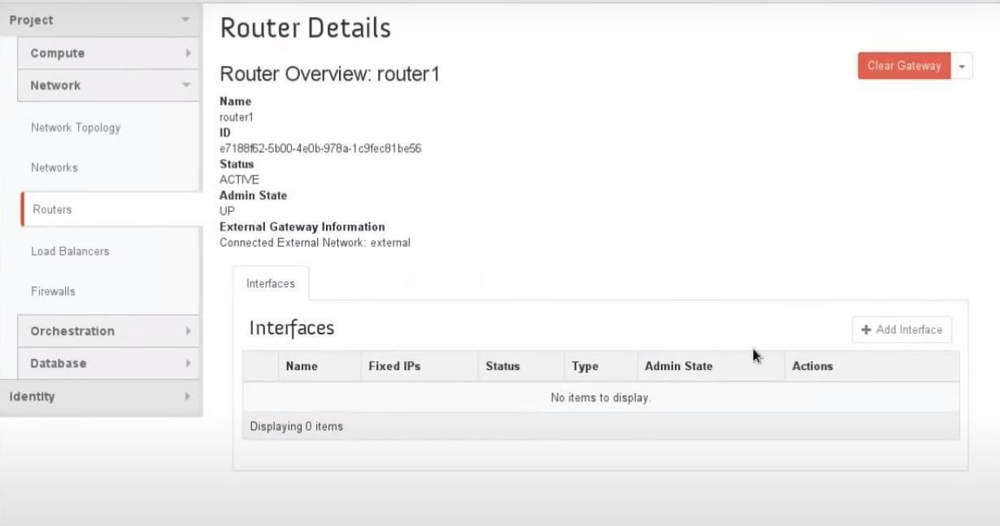 Project
Compute
Network
Network Topology
Networks
Routers
Load Balancers
Firewalls
Orchestration
Database
Identity
Router Details
Router Overview: router1
Clear Gateway
Name
router1
ID
e7188f62-5b00-4e0b-978a-1c9fec81be56
Status
ACTIVE
Admin State
UP
External Gateway Information
Connected External Network: external
Interfaces
Interfaces
+ Add Interface
Name Fixed IPs Status Type Admin State Actions
No items to display.
Displaying 0 items